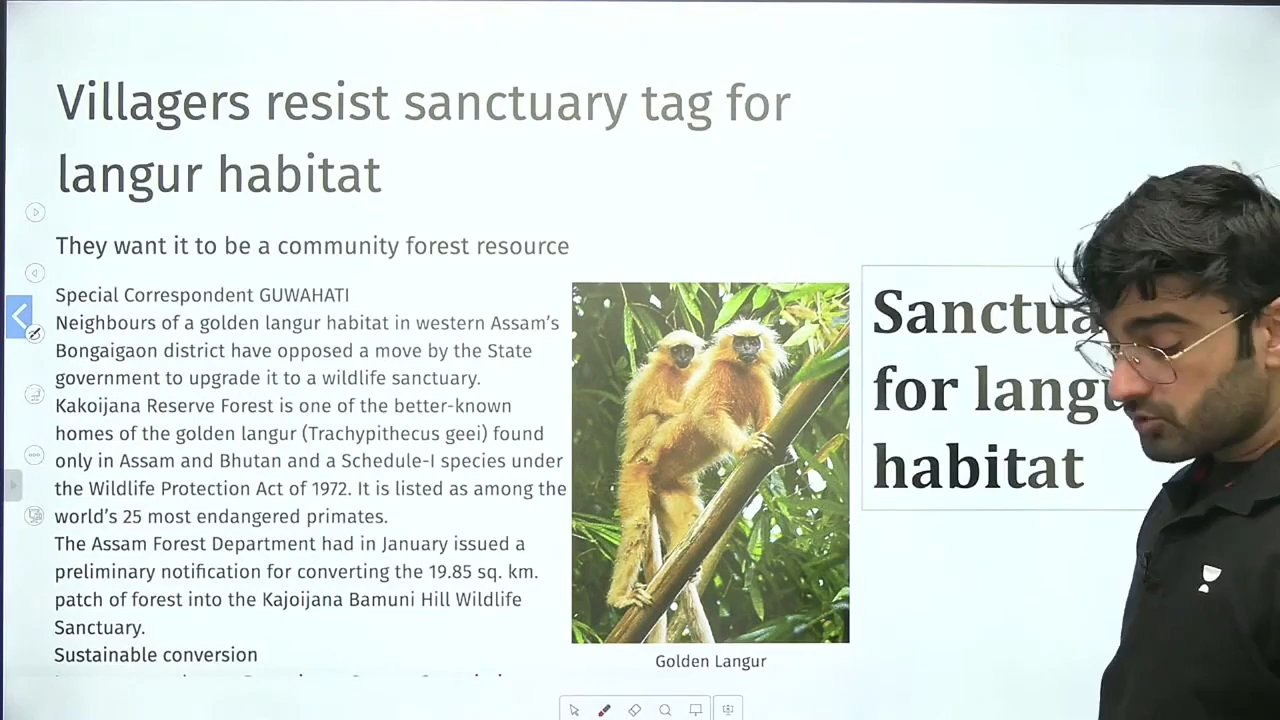 Villagers resist sanctuary tag for
langur habitat
They want it to be a community forest resource
Special Correspondent GUWAHATI
Neighbours of a golden langur habitat in western Assam's
Bongaigaon district have opposed a move by the State
government to upgrade it to a wildlife sanctuary.
Kakoijana Reserve Forest is one of the better-known
homes of the golden langur (Trachypithecus geei) found
only in Assam and Bhutan and a Schedule-I species under
the Wildlife Protection Act of 1972. It is listed as among the
world's 25 most endangered primates.
The Assam Forest Department had in January issued a
preliminary notification for converting the 19.85 sq. km.
patch of forest into the Kajoijana Bamuni Hill Wildlife
Sanctuary.
Sustainable conversion
Golden Langur
for
habitat